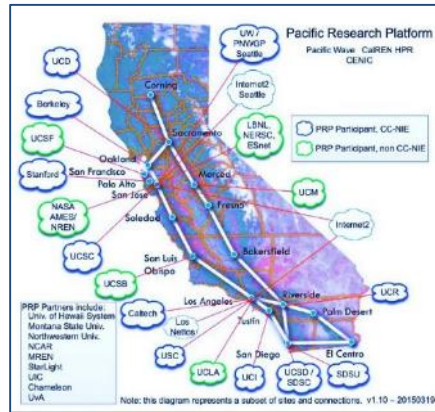 Pacific Research Platform
Pacific Wave CalREN HPR
CENIC
UW /
PNWGP
Seattle
UCD
Internet2
Seattle
Corning
Berkeley
Sacramento
LBNL,
NERSC,
ESnet
PRP Participant, CC-NIE
PRP Participant, non CC-NIE
UCSF
Oakland
San Francisco
Stanford
Palo Alto
San Jose
Merced
UCM
NASA
AMES/
NREN
Fresno
Soledad
Internet2
UCSC
San Luis
Obispo
Bakersfield
UCSB
Los Angeles
Riverside
UCR
PRP Partners include:
Univ. of Hawaii System
Montana State Univ.
Northwestern Univ.
NCAR
MREN
StarLight
UIC
Chameleon
UvA
Caltech
Los
Nettos
Tustin
Palm Desert
USC
San Diego
El Centro
UCLA
UCI
UCSD /
SDSC
SDSU
Note: this diagram represents a subset of sites and connections. v1.10 – 20150319